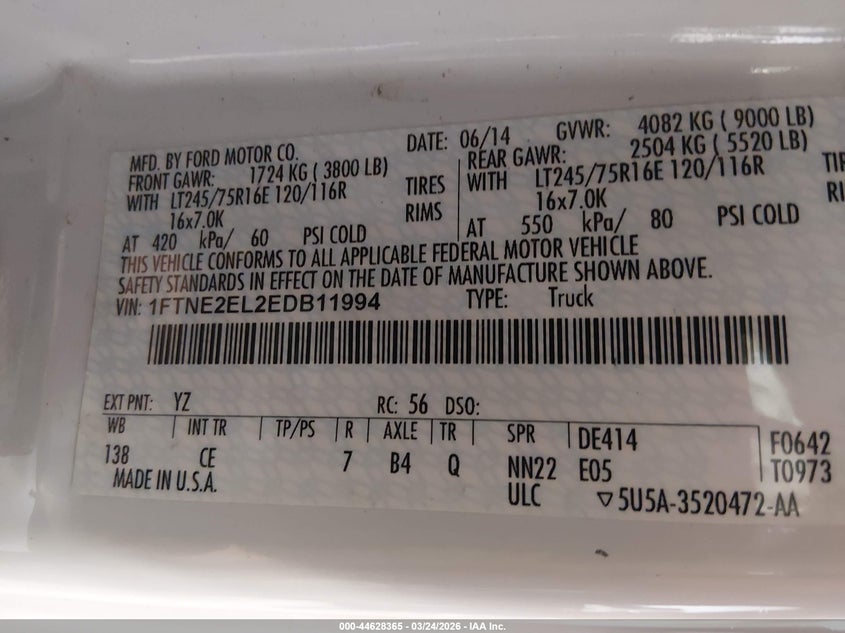 MFD. BY FORD MOTOR CO. DATE: 06/14 GVWR: 4082 KG ( 9000 LB)
FRONT GAWR: 1724 KG ( 3800 LB) REAR GAWR: 2504 KG ( 5520 LB)
WITH LT245/75R16E 120/116R TIRES WITH LT245/75R16E 120/116R TIR
16x7.0K RIMS 16x7.0K RI
AT 420 kPa/ 60 PSI COLD AT 550 kPa/ 80 PSI COLD
THIS VEHICLE CONFORMS TO ALL APPLICABLE FEDERAL MOTOR VEHICLE
SAFETY STANDARDS IN EFFECT ON THE DATE OF MANUFACTURE SHOWN ABOVE.
VIN: 1FTNE2EL2EDB11994 TYPE: Truck
EXT PNT: YZ RC: 56 DSO:
WB INT TR TP/PS R AXLE TR SPR DE414 F0642
138 CE 7 B4 Q NN22 E05 T0973
MADE IN U.S.A. ULC ▽5U5A-3520472-AA
000-44628365 - 03/24/2026 - IAA Inc.